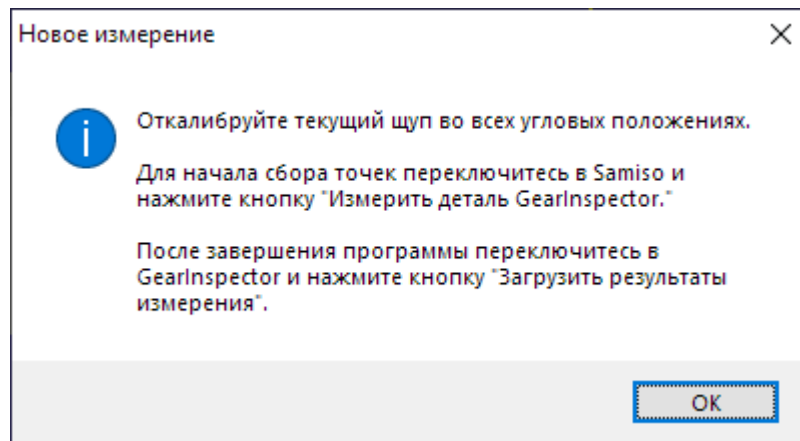 Новое измерение
Откалибруйте текущий щуп во всех угловых положениях.
Для начала сбора точек переключитесь в Samiso и
нажмите кнопку "Измерить деталь GearInspector."
После завершения программы переключитесь в
GearInspector и нажмите кнопку "Загрузить результаты
измерения".
OK